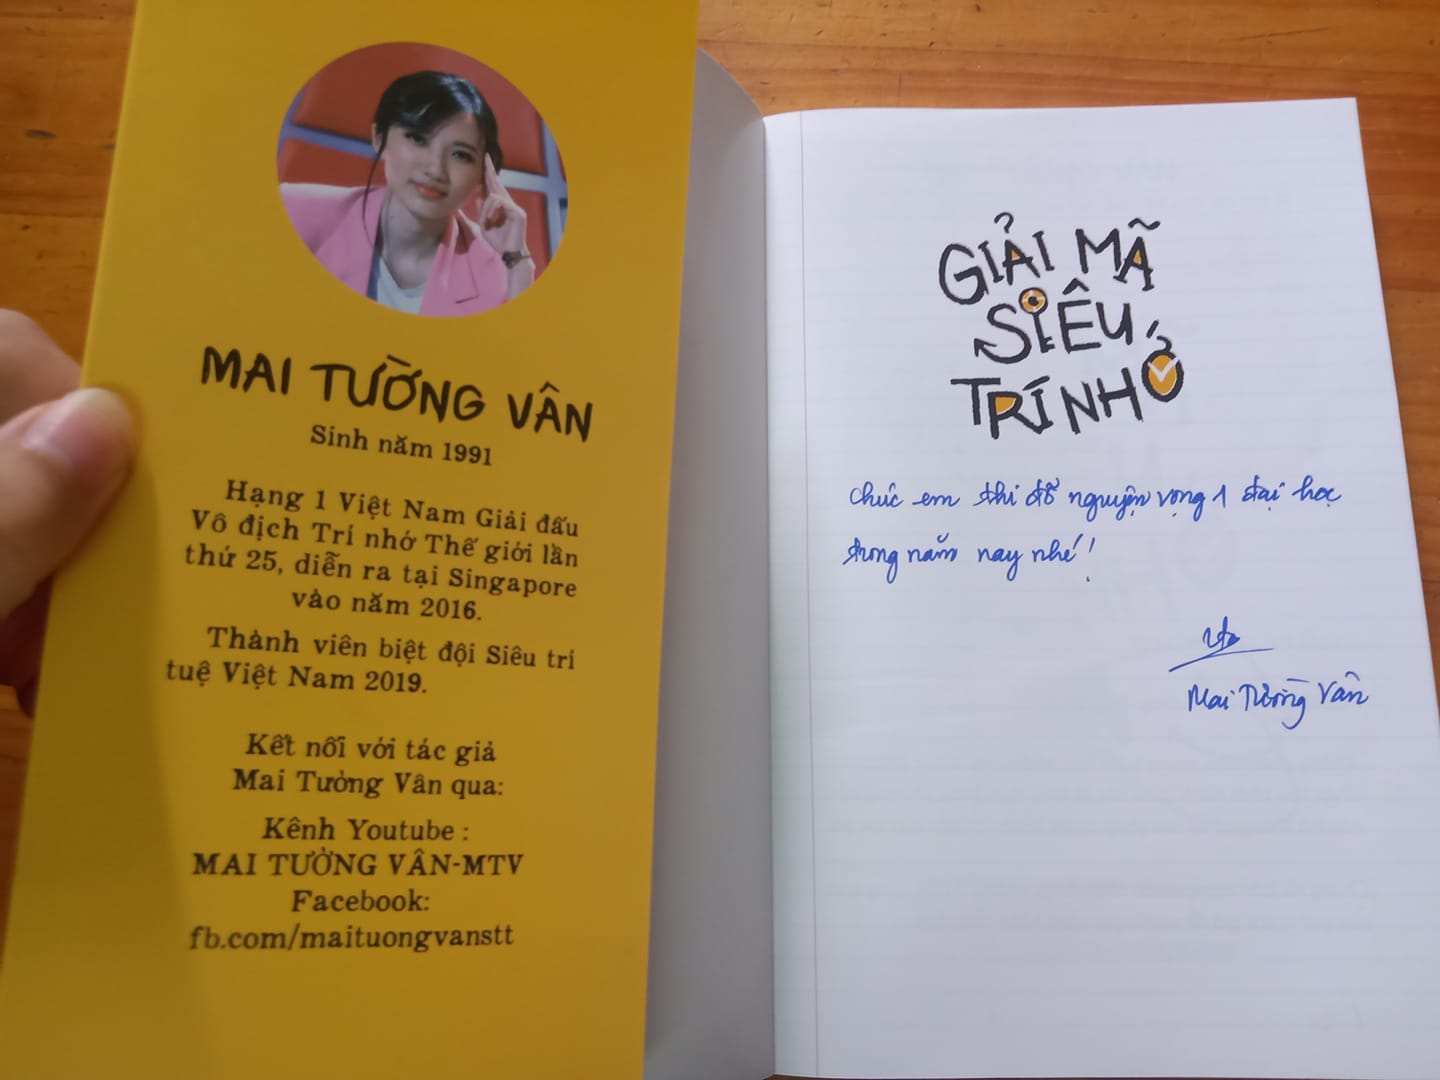 MAI TƯỜNG VÂN
Sinh năm 1991
Hạng 1 Việt Nam Giải đấu
Vô địch Trí nhớ Thế giới lần
thứ 25, diễn ra tại Singapore
vào năm 2016.
Thành viên biệt đội Siêu trí
tuệ Việt Nam 2019.
Kết nối với tác giả
Mai Tường Vân qua:
Kênh Youtube :
MAI TƯỜNG VÂN-MTV
Facebook:
fb.com/maituongvanstt
GIẢI MÃ
SIÊU
TRÍ NHỚ
Chúc em thi đỗ nguyện vọng 1 đại học
trong năm nay nhé!
Mai Tường Vân